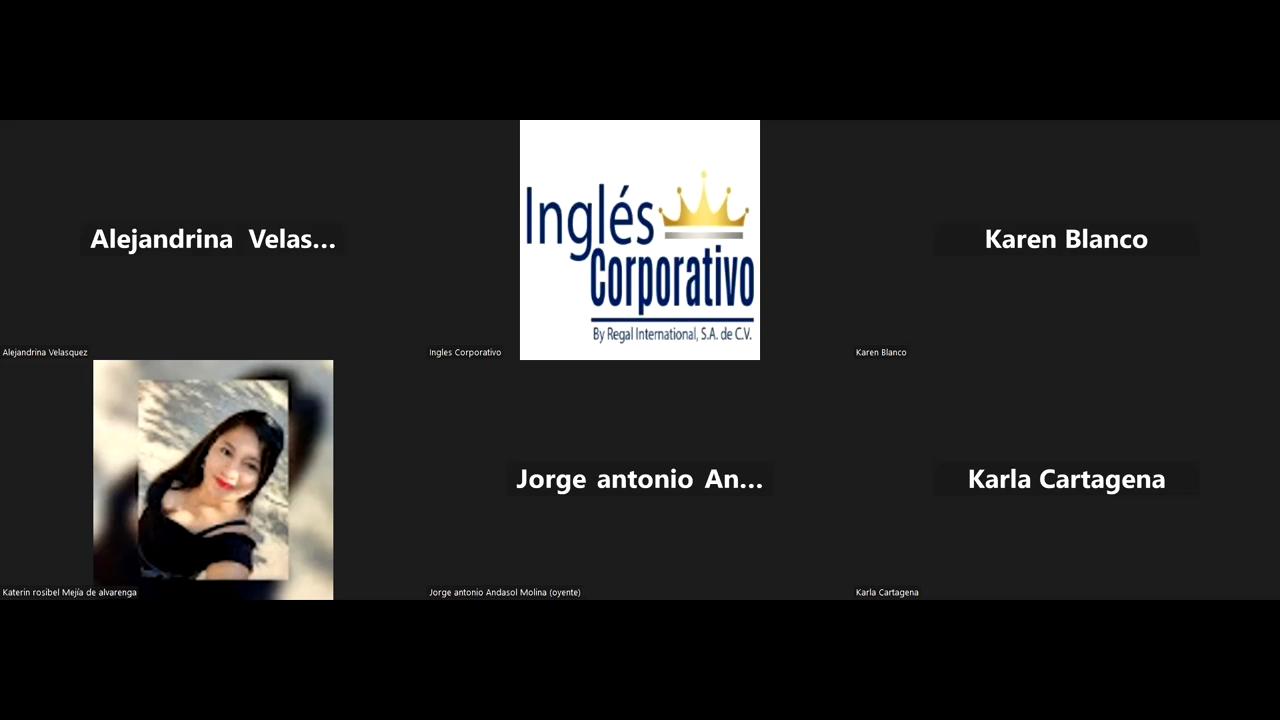 Alejandrina Velas...
Alejandrina Velasquez
Inglés
Corporativo
By Regal International, S.A. de C.V.
Ingles Corporativo
Karen Blanco
Karen Blanco
Katerin rosibel Mejía de alvarenga
Jorge antonio An...
Jorge antonio Andasol Molina (oyente)
Karla Cartagena
Karla Cartagena